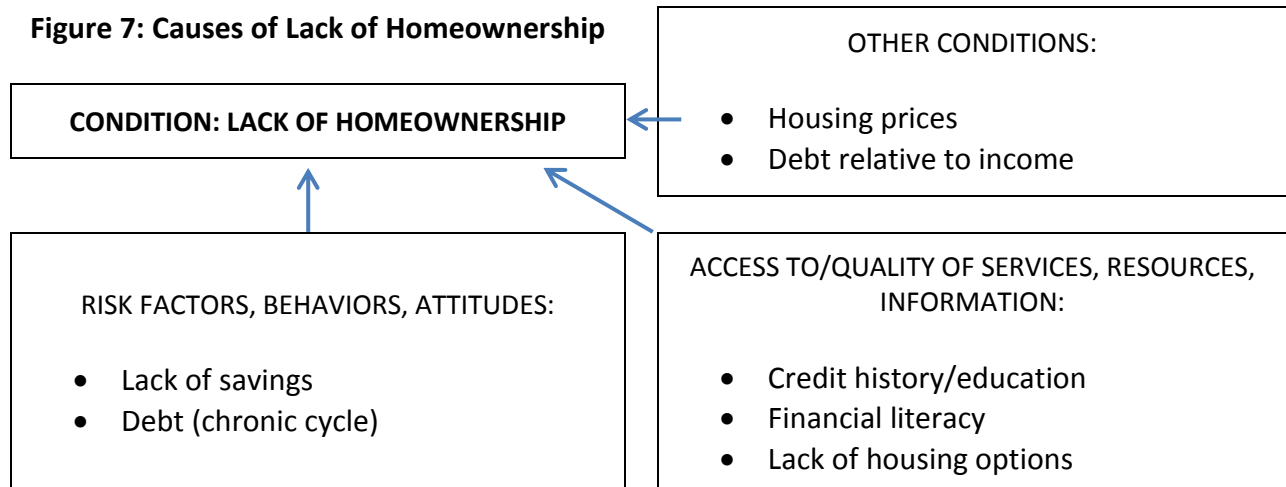 Figure 7: Causes of Lack of Homeownership
CONDITION: LACK OF HOMEOWNERSHIP
OTHER CONDITIONS:
• Housing prices
• Debt relative to income
RISK FACTORS, BEHAVIORS, ATTITUDES:
• Lack of savings
• Debt (chronic cycle)
ACCESS TO/QUALITY OF SERVICES, RESOURCES,
INFORMATION:
• Credit history/education
• Financial literacy
• Lack of housing options